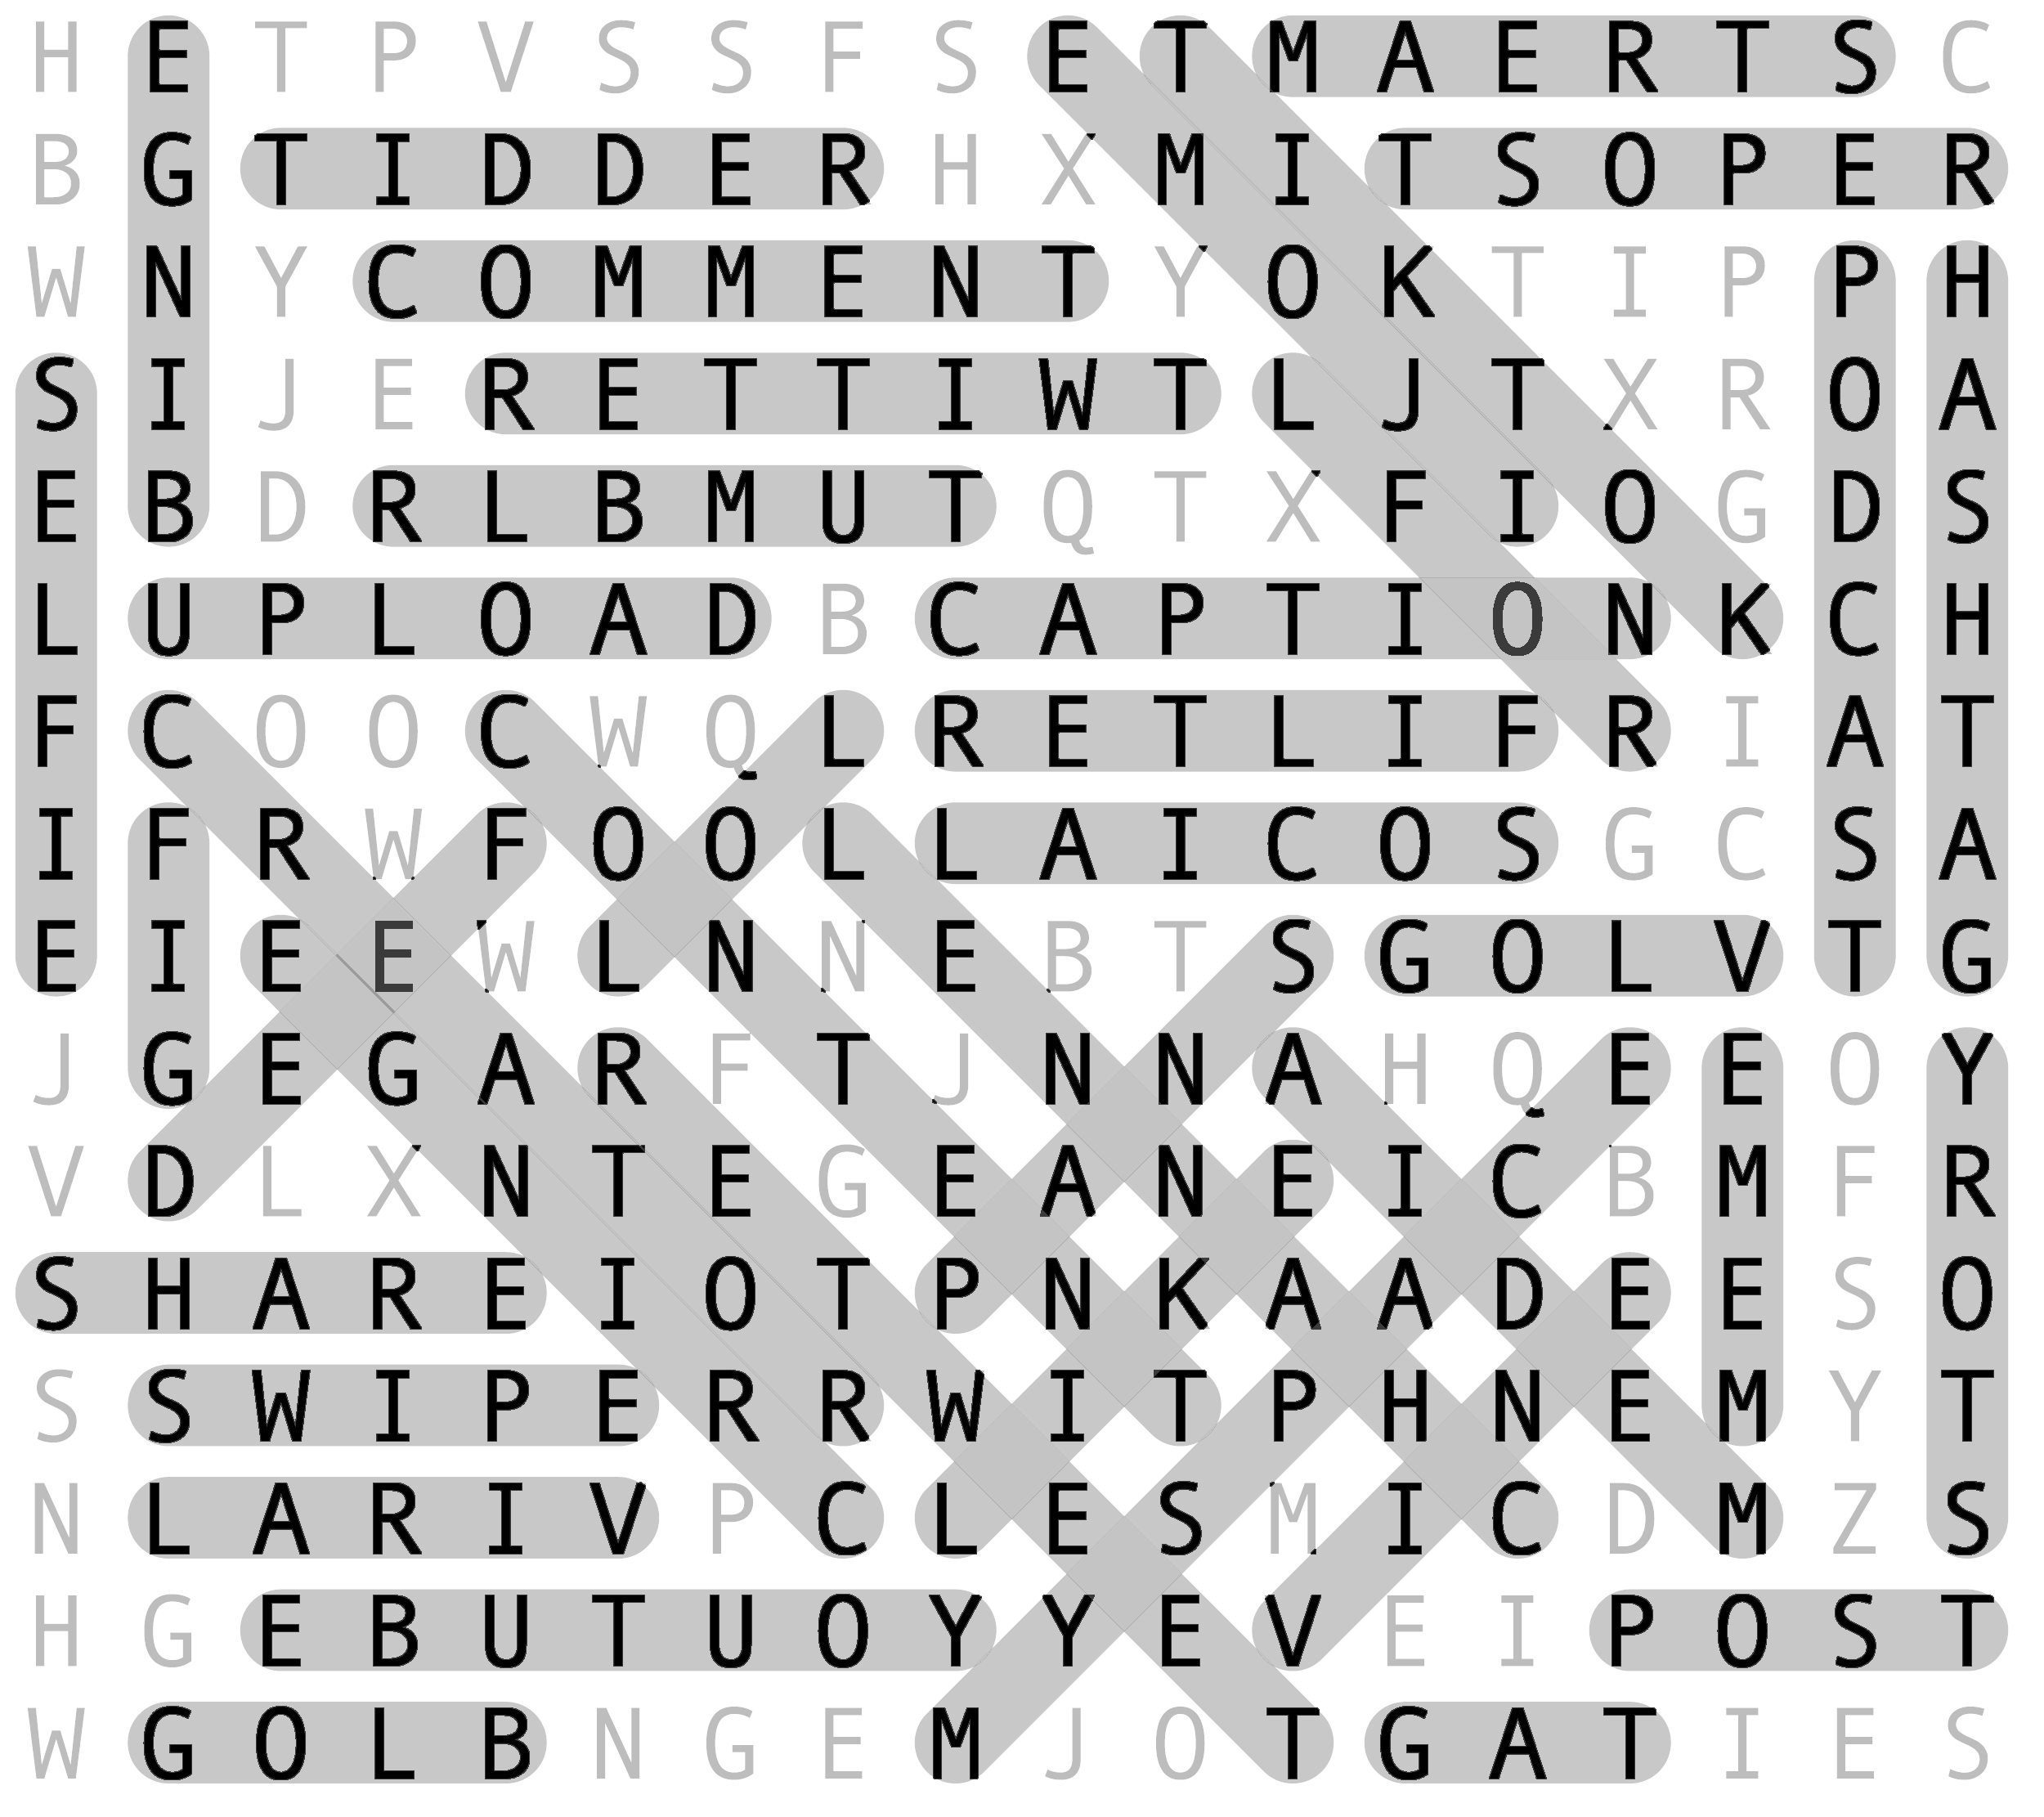 H E T P V S S F S E T M A E R T S C
B G T I D D E R H X M I T S O P E R
W N Y C O M M E N T Y O K T I P P H
S I J E R E T T I W T L J T X R O A
E B D R L B M U T Q T X F I O G D S
L U P L O A D B C A P T I O N K C H
F C O O C W Q L R E T L I F R I A T
I F R W F O O L L A I C O S G C S A
E I E E W L N N E B T S G O L V T G
J G E G A R F T J N N A H Q E E O Y
V D L X N T E G E A N E I C B M F R
S H A R E I O T P N K A A D E E S O
S S W I P E R R W I T P H N E M Y T
N L A R I V P C L E S M I C D M Z S
H G E B U T U O Y Y E V E I P O S T
W G O L B N G E M J O T G A T I E S